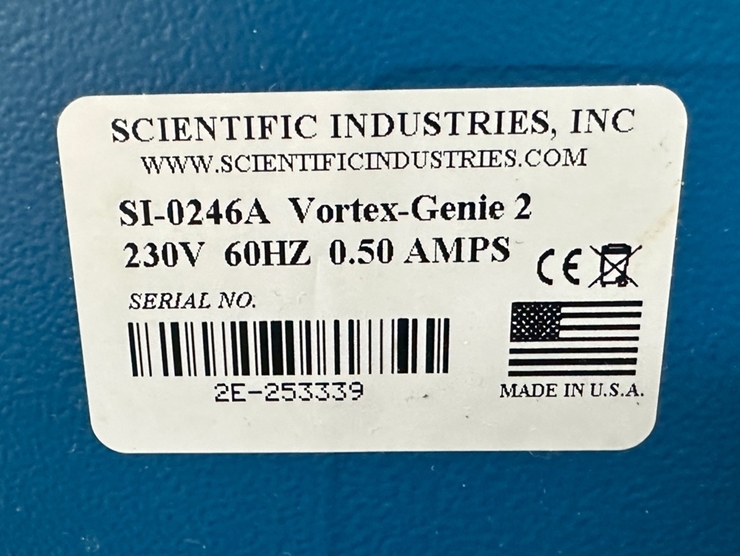 SCIENTIFIC INDUSTRIES, INC
WWW.SCIENTIFICINDUSTRIES.COM
SI-0246A Vortex-Genie 2
230V 60HZ 0.50 AMPS
CE
SERIAL NO.
2E-253339
MADE IN U.S.A.